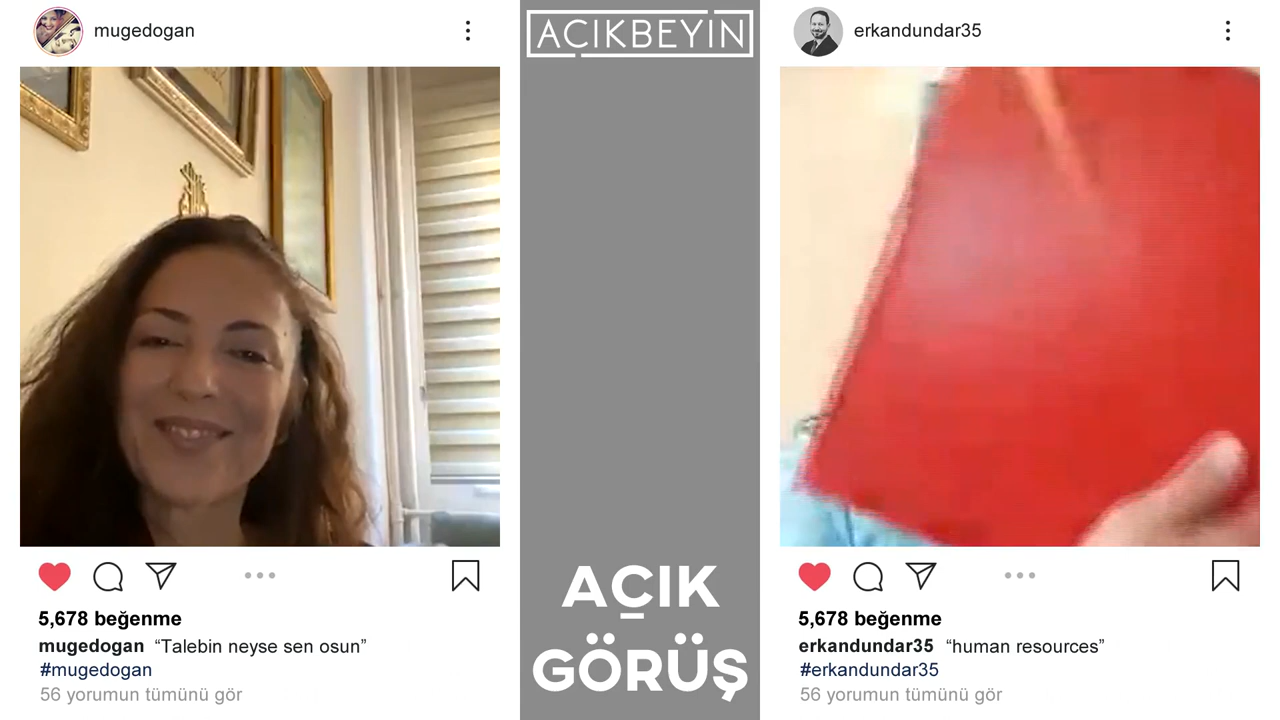 mugedogan
5,678 beğenme
mugedogan “Talebin neyse sen osun”
#mugedogan
56 yorumun tümünü gör
AÇIKBEYİN
AÇIK
GÖRÜŞ
erkandundar35
5,678 beğenme
erkandundar35 “human resources”
#erkandundar35
56 yorumun tümünü gör